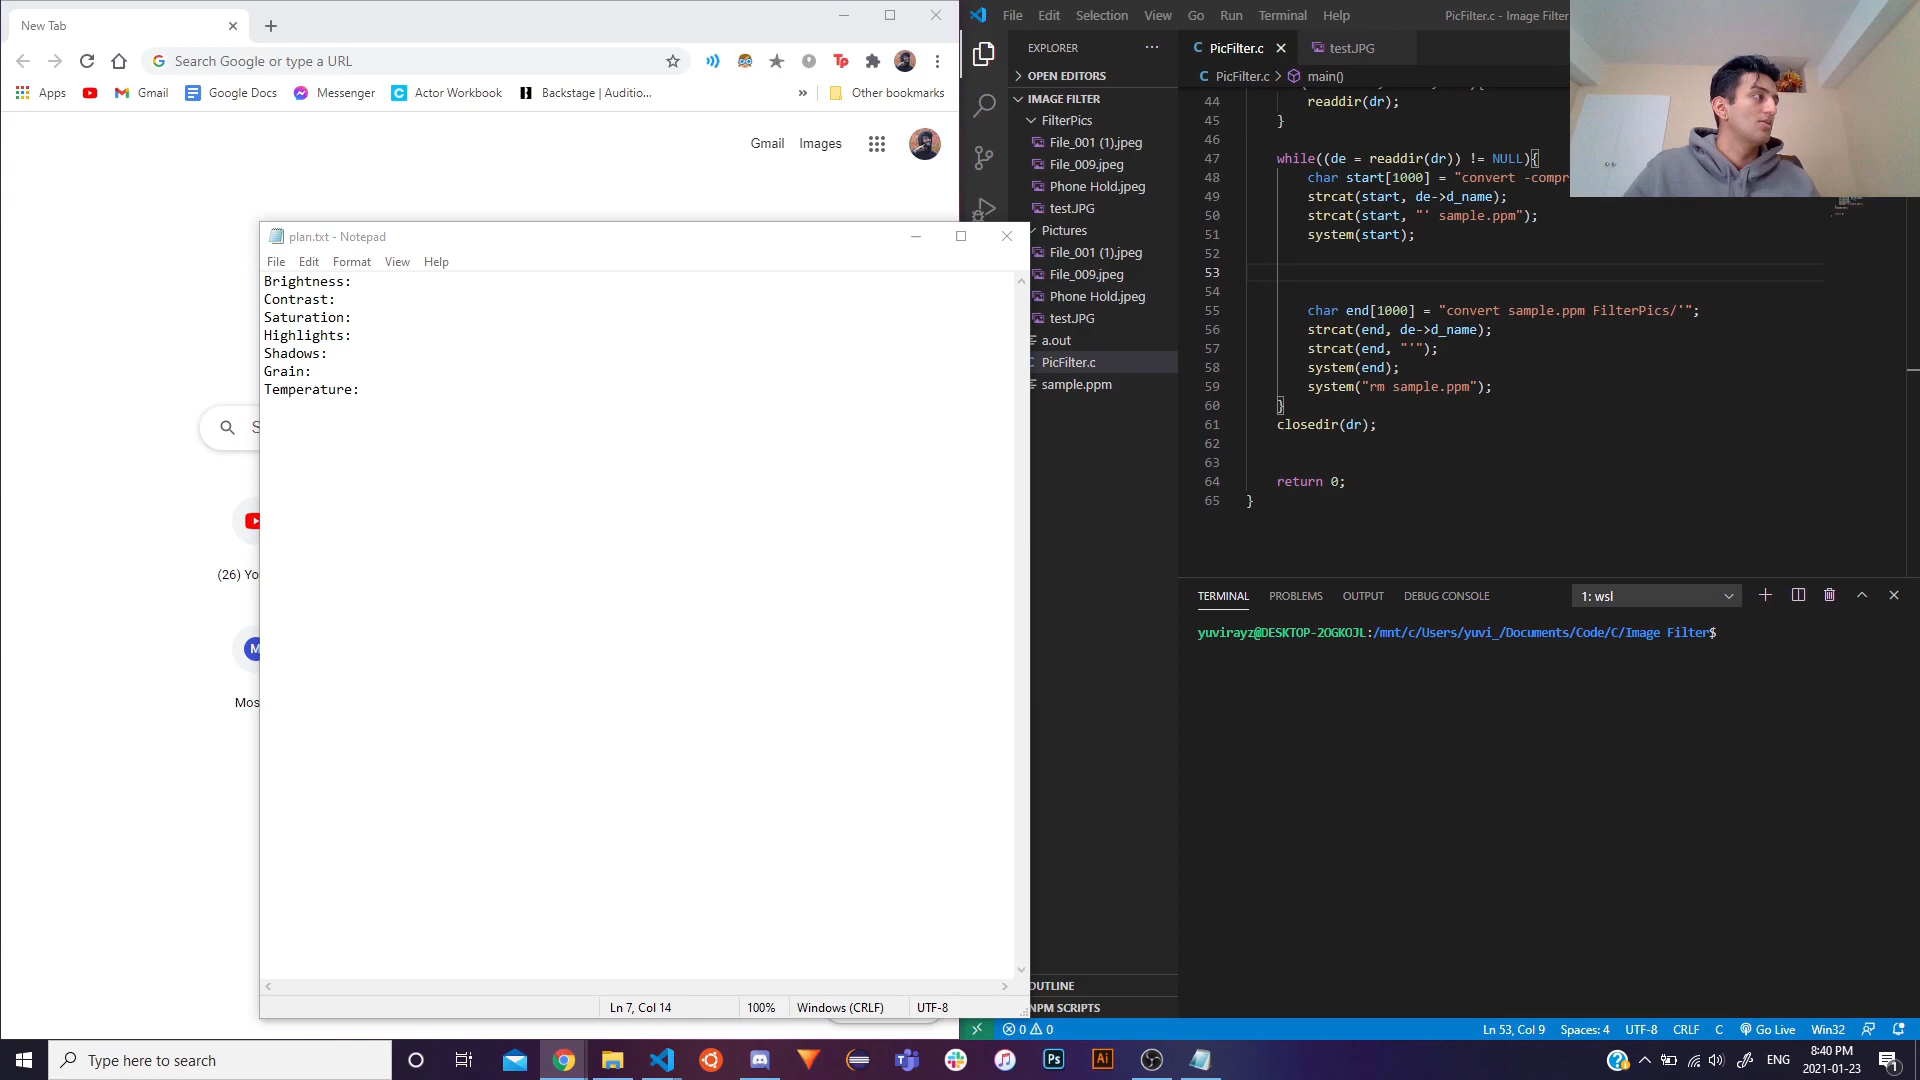 New Tab
Search Google or type a URL
Apps
Gmail
Google Docs
Messenger
Actor Workbook
Backstage | Auditio...
»
Other bookmarks
Gmail
Images
(26) Yo
M
Mos
plan.txt - Notepad
File Edit Format View Help
Brightness:
Contrast:
Saturation:
Highlights:
Shadows:
Grain:
Temperature:
Ln 7, Col 14
100%
Windows (CRLF)
UTF-8
File Edit Selection View Go Run Terminal Help
PicFilter.c - Image Filter
EXPLORER
OPEN EDITORS
IMAGE FILTER
FilterPics
File_001 (1).jpeg
File_009.jpeg
Phone Hold.jpeg
test.JPG
Pictures
File_001 (1).jpeg
File_009.jpeg
Phone Hold.jpeg
test.JPG
a.out
PicFilter.c
sample.ppm
OUTLINE
NPM SCRIPTS
C PicFilter.c
test.JPG
C PicFilter.c > main()
44 readdir(dr);
45 }
46
47 while((de = readdir(dr)) != NULL){
48 char start[1000] = "convert -compr
49 strcat(start, de->d_name);
50 strcat(start, "' sample.ppm");
51 system(start);
52
53
54
55 char end[1000] = "convert sample.ppm FilterPics/'";
56 strcat(end, de->d_name);
57 strcat(end, "'");
58 system(end);
59 system("rm sample.ppm");
60 }
61 closedir(dr);
62
63
64 return 0;
65 }
TERMINAL PROBLEMS OUTPUT DEBUG CONSOLE
1: wsl
yuvirayz@DESKTOP-2OGKOJL:/mnt/c/Users/yuvi_/Documents/Code/C/Image Filter$
0 0
Ln 53, Col 9
Spaces: 4
UTF-8
CRLF
C
Go Live
Win32
Type here to search
Ps
Ai
ENG
8:40 PM
2021-01-23
1